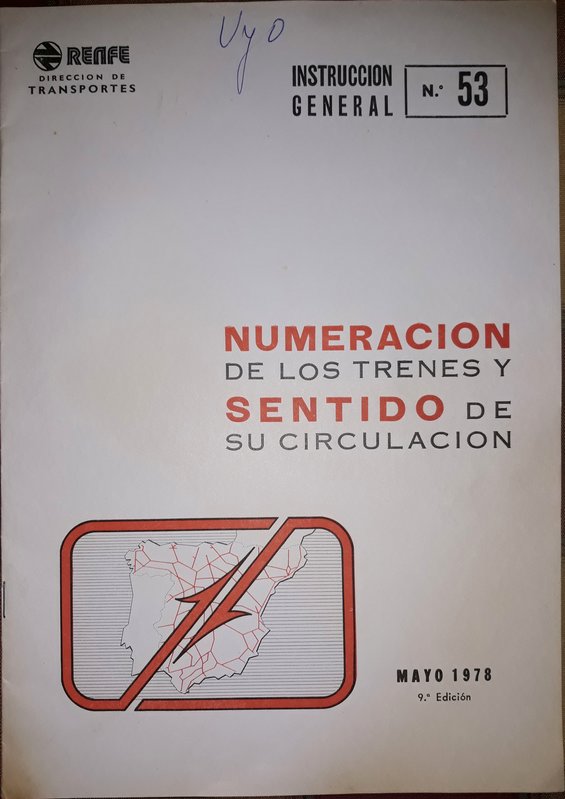 Vyo
RENFE
DIRECCION DE
TRANSPORTES
INSTRUCCION
GENERAL
N.º 53
NUMERACION
DE LOS TRENES Y
SENTIDO DE
SU CIRCULACION
MAYO 1978
9.ª Edición